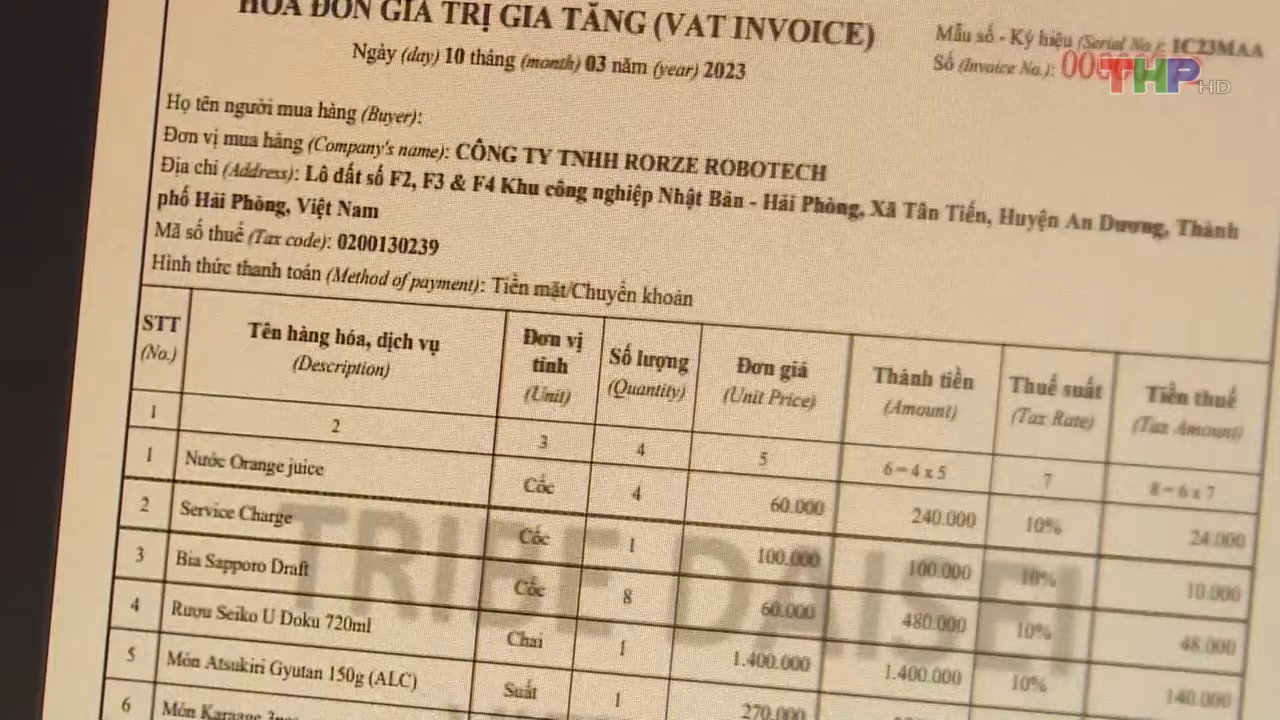 HÓA ĐƠN GIÁ TRỊ GIA TĂNG (VAT INVOICE)
Ngày (day) 10 tháng (month) 03 năm (year) 2023
Mẫu số - Ký hiệu (Serial No.): 1C23MAA
Số (Invoice No.):
THP HD
Họ tên người mua hàng (Buyer):
Đơn vị mua hàng (Company's name): CÔNG TY TNHH RORZE ROBOTECH
Địa chỉ (Address): Lô đất số F2, F3 & F4 Khu công nghiệp Nhật Bản - Hải Phòng, Xã Tân Tiến, Huyện An Dương, Thành
phố Hải Phòng, Việt Nam
Mã số thuế (Tax code): 0200130239
Hình thức thanh toán (Method of payment): Tiền mặt/Chuyển khoản
STT (No.) Tên hàng hóa, dịch vụ (Description) Đơn vị tính (Unit) Số lượng (Quantity) Đơn giá (Unit Price) Thành tiền (Amount) Thuế suất (Tax Rate) Tiền thuế (Tax Amount)
1 2 3 4 5 6=4x5 7 8=6x7
1 Nước Orange juice Cốc 4 60.000 240.000 10% 24.000
2 Service Charge Cốc 1 100.000 100.000 10% 10.000
3 Bia Sapporo Draft Cốc 8 60.000 480.000 10% 48.000
4 Rượu Seiko U Doku 720ml Chai 1 1.400.000 1.400.000 10% 140.000
5 Món Atsukiri Gyutan 150g (ALC) Suất 1 270.000
6 Món Karaage
TRIBE DAISEI